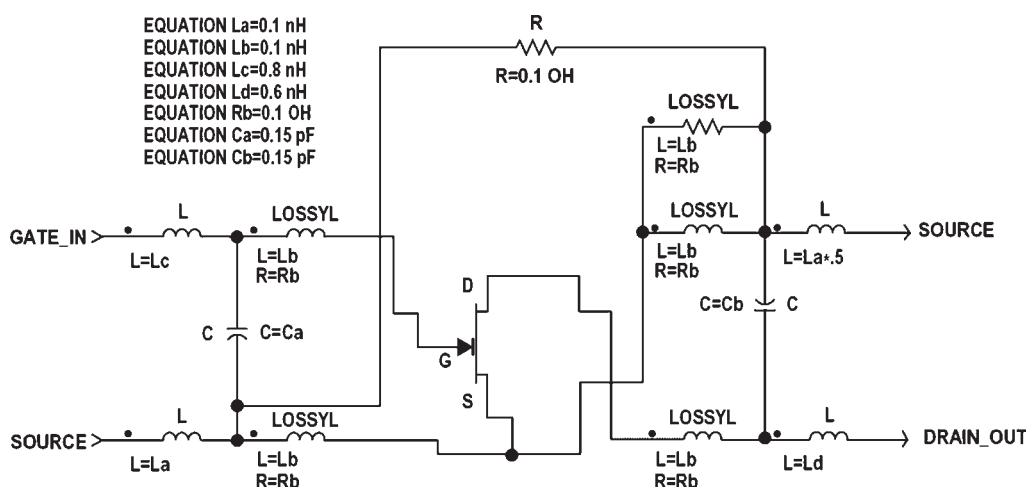 EQUATION La=0.1 nH
EQUATION Lb=0.1 nH
EQUATION Lc=0.8 nH
EQUATION Ld=0.6 nH
EQUATION Rb=0.1 OH
EQUATION Ca=0.15 pF
EQUATION Cb=0.15 pF
R
R=0.1 OH
LOSSYL
L=Lb
R=Rb
L
LOSSYL
GATE_IN
L=Lc
L=Lb
R=Rb
LOSSYL
L
SOURCE
L=Lb
R=Rb
L=La*.5
D
C=Cb
C
C
C=Ca
G
S
L
LOSSYL
SOURCE
L=La
L=Lb
R=Rb
LOSSYL
L
DRAIN_OUT
L=Lb
R=Rb
L=Ld